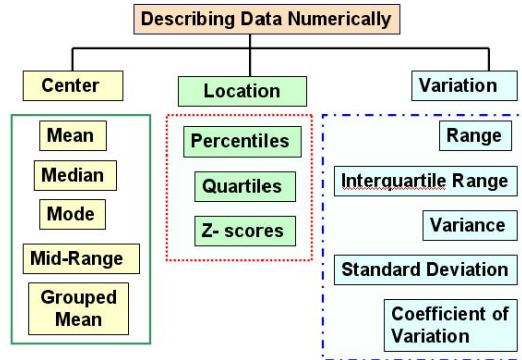 Describing Data Numerically
Center
Location
Variation
Mean
Median
Mode
Mid-Range
Grouped
Mean
Percentiles
Quartiles
Z- scores
Range
Interquartile Range
Variance
Standard Deviation
Coefficient of
Variation